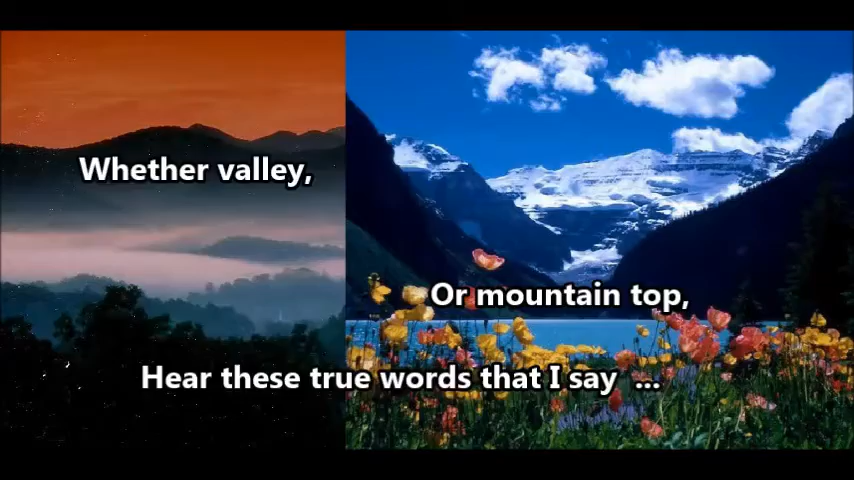 Whether valley,
Or mountain top,
Hear these true words that I say ...